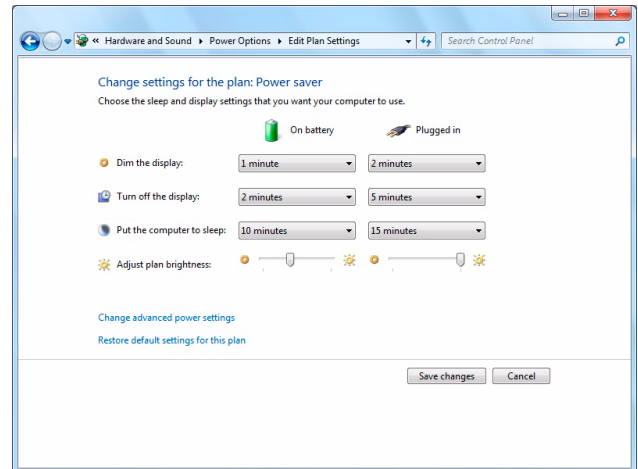 « Hardware and Sound ▸ Power Options ▸ Edit Plan Settings
Search Control Panel
Change settings for the plan: Power saver
Choose the sleep and display settings that you want your computer to use.
On battery Plugged in
Dim the display: 1 minute 2 minutes
Turn off the display: 2 minutes 5 minutes
Put the computer to sleep: 10 minutes 15 minutes
Adjust plan brightness:
Change advanced power settings
Restore default settings for this plan
Save changes Cancel